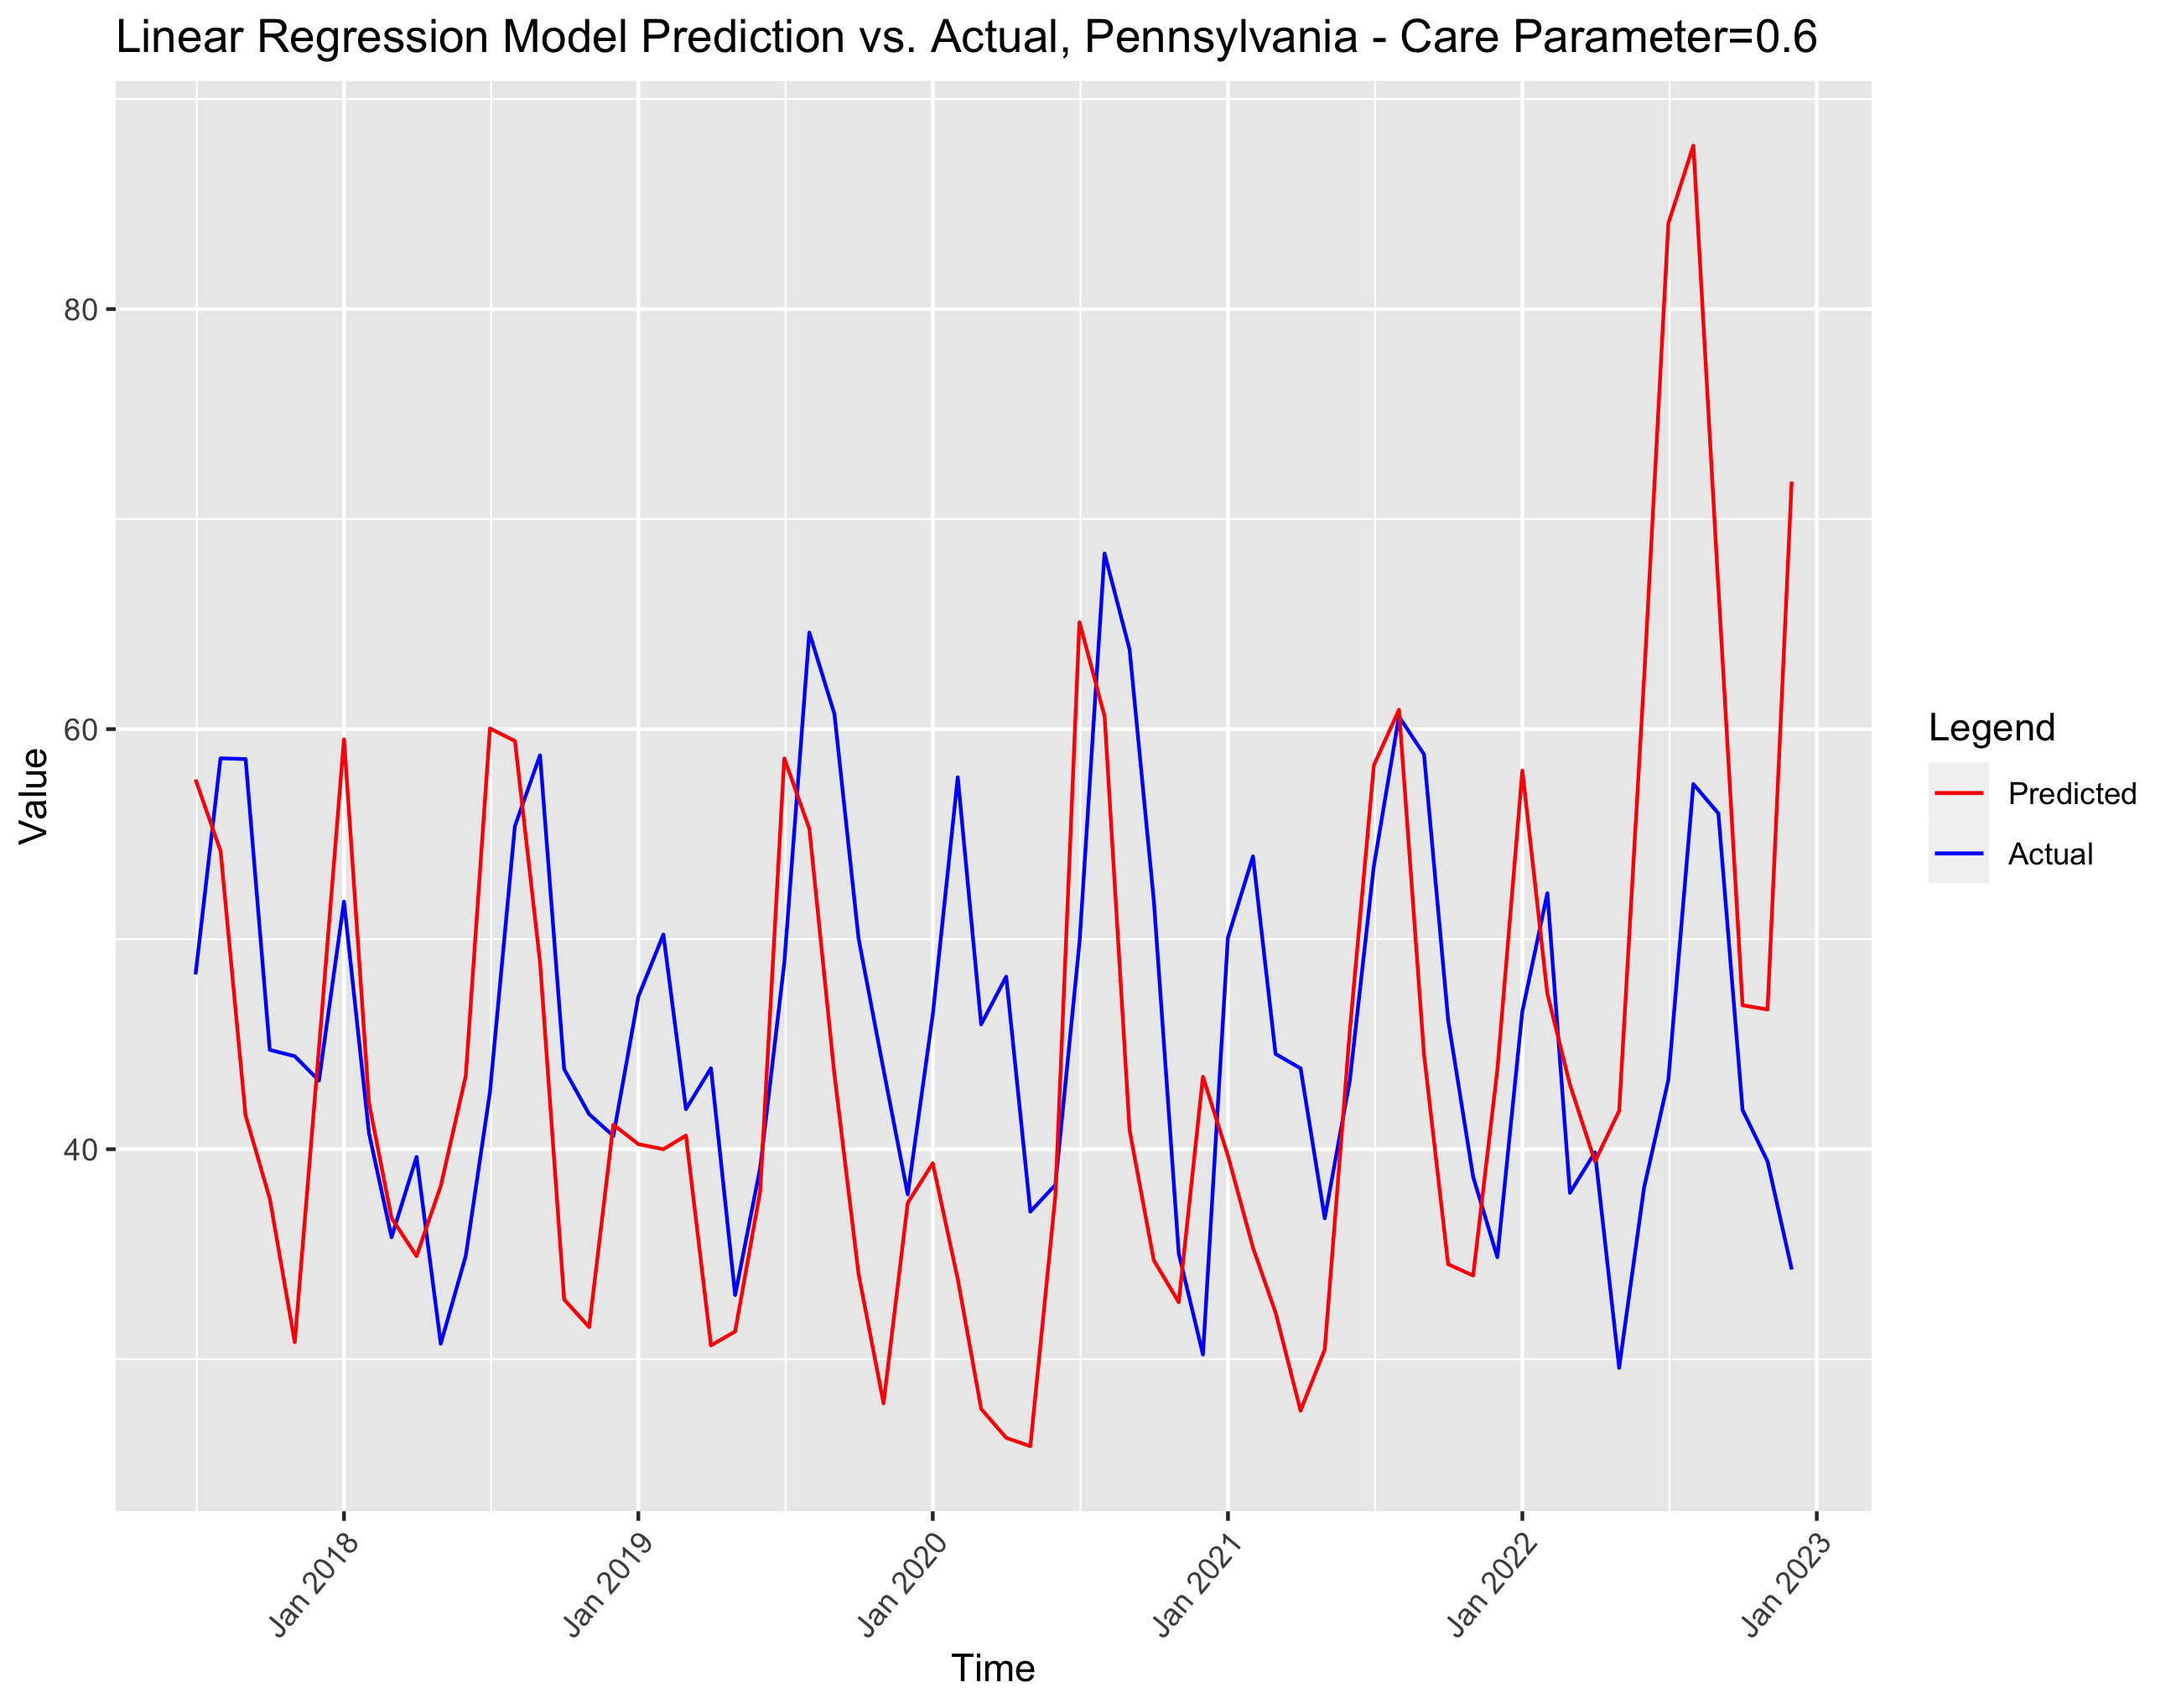 Linear Regression Model Prediction vs. Actual, Pennsylvania - Care Parameter=0.6
Value
80
60
40
Jan 2018
Jan 2019
Jan 2020
Jan 2021
Jan 2022
Jan 2023
Time
Legend
Predicted
Actual